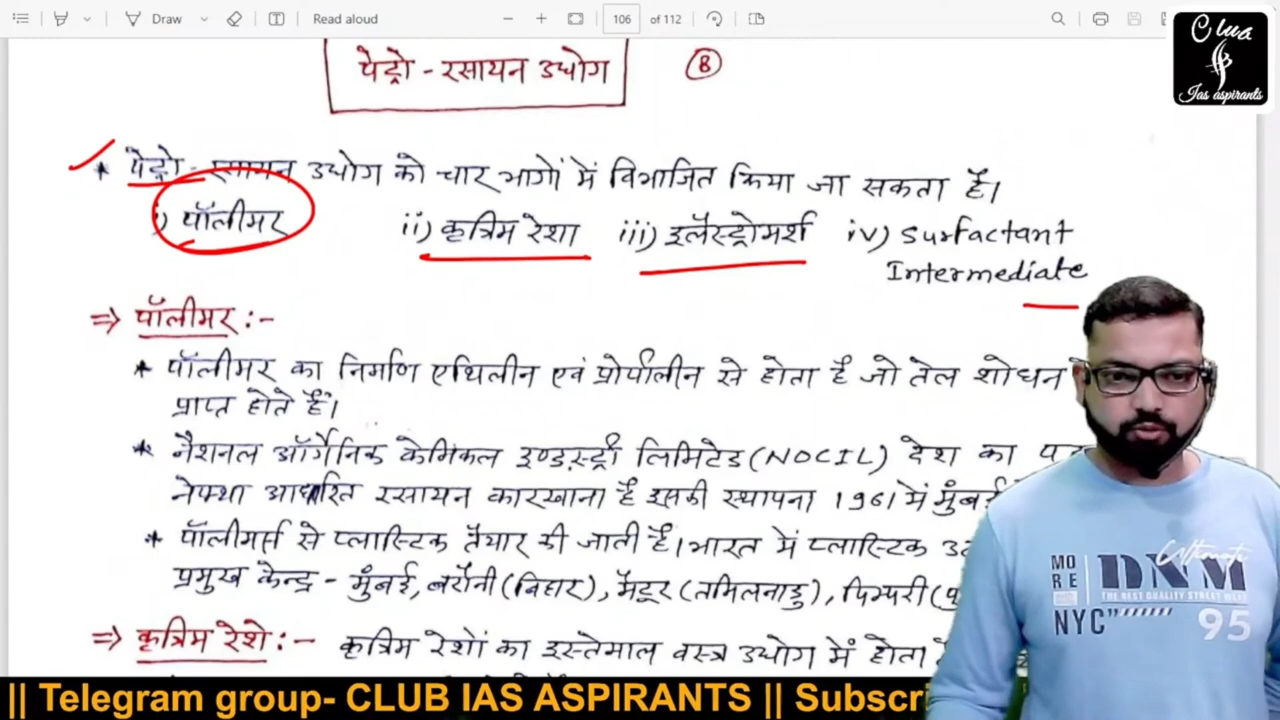 Draw
Read aloud
106 of 112
Clua
Ias aspirants
पेट्रो - रसायन उद्योग
8
* पेट्रो - रसायन उद्योग को चार भागों में विभाजित किया जा सकता है।
i) पॉलीमर ii) कृत्रिम रेशा iii) इलैस्ट्रोमर्श iv) Surfactant
Intermediate
⇒ पॉलीमर :-
* पॉलीमर का निर्माण एथिलीन एवं प्रोपीलीन से होता है जो तेल शोधन
प्राप्त होते हैं।
* नैशनल ऑर्गेनिक केमिकल इण्डस्ट्री लिमिटेड (NOCIL) देश का
नेफ्था आधारित रसायन कारखाना है इसकी स्थापना 1961 में मुंबई
* पॉलीमर्स से प्लास्टिक तैयार की जाती है। भारत में प्लास्टिक
प्रमुख केन्द्र - मुंबई, बरौनी (बिहार), मैटूर (तमिलनाडु), पिम्परी
⇒ कृत्रिम रेशे :- कृत्रिम रेशों का इस्तेमाल वस्त्र उद्योग में होता
MORE NYC
DNM
Ultimate
THE BEST QUALITY STREET
95
|| Telegram group- CLUB IAS ASPIRANTS || Subscri